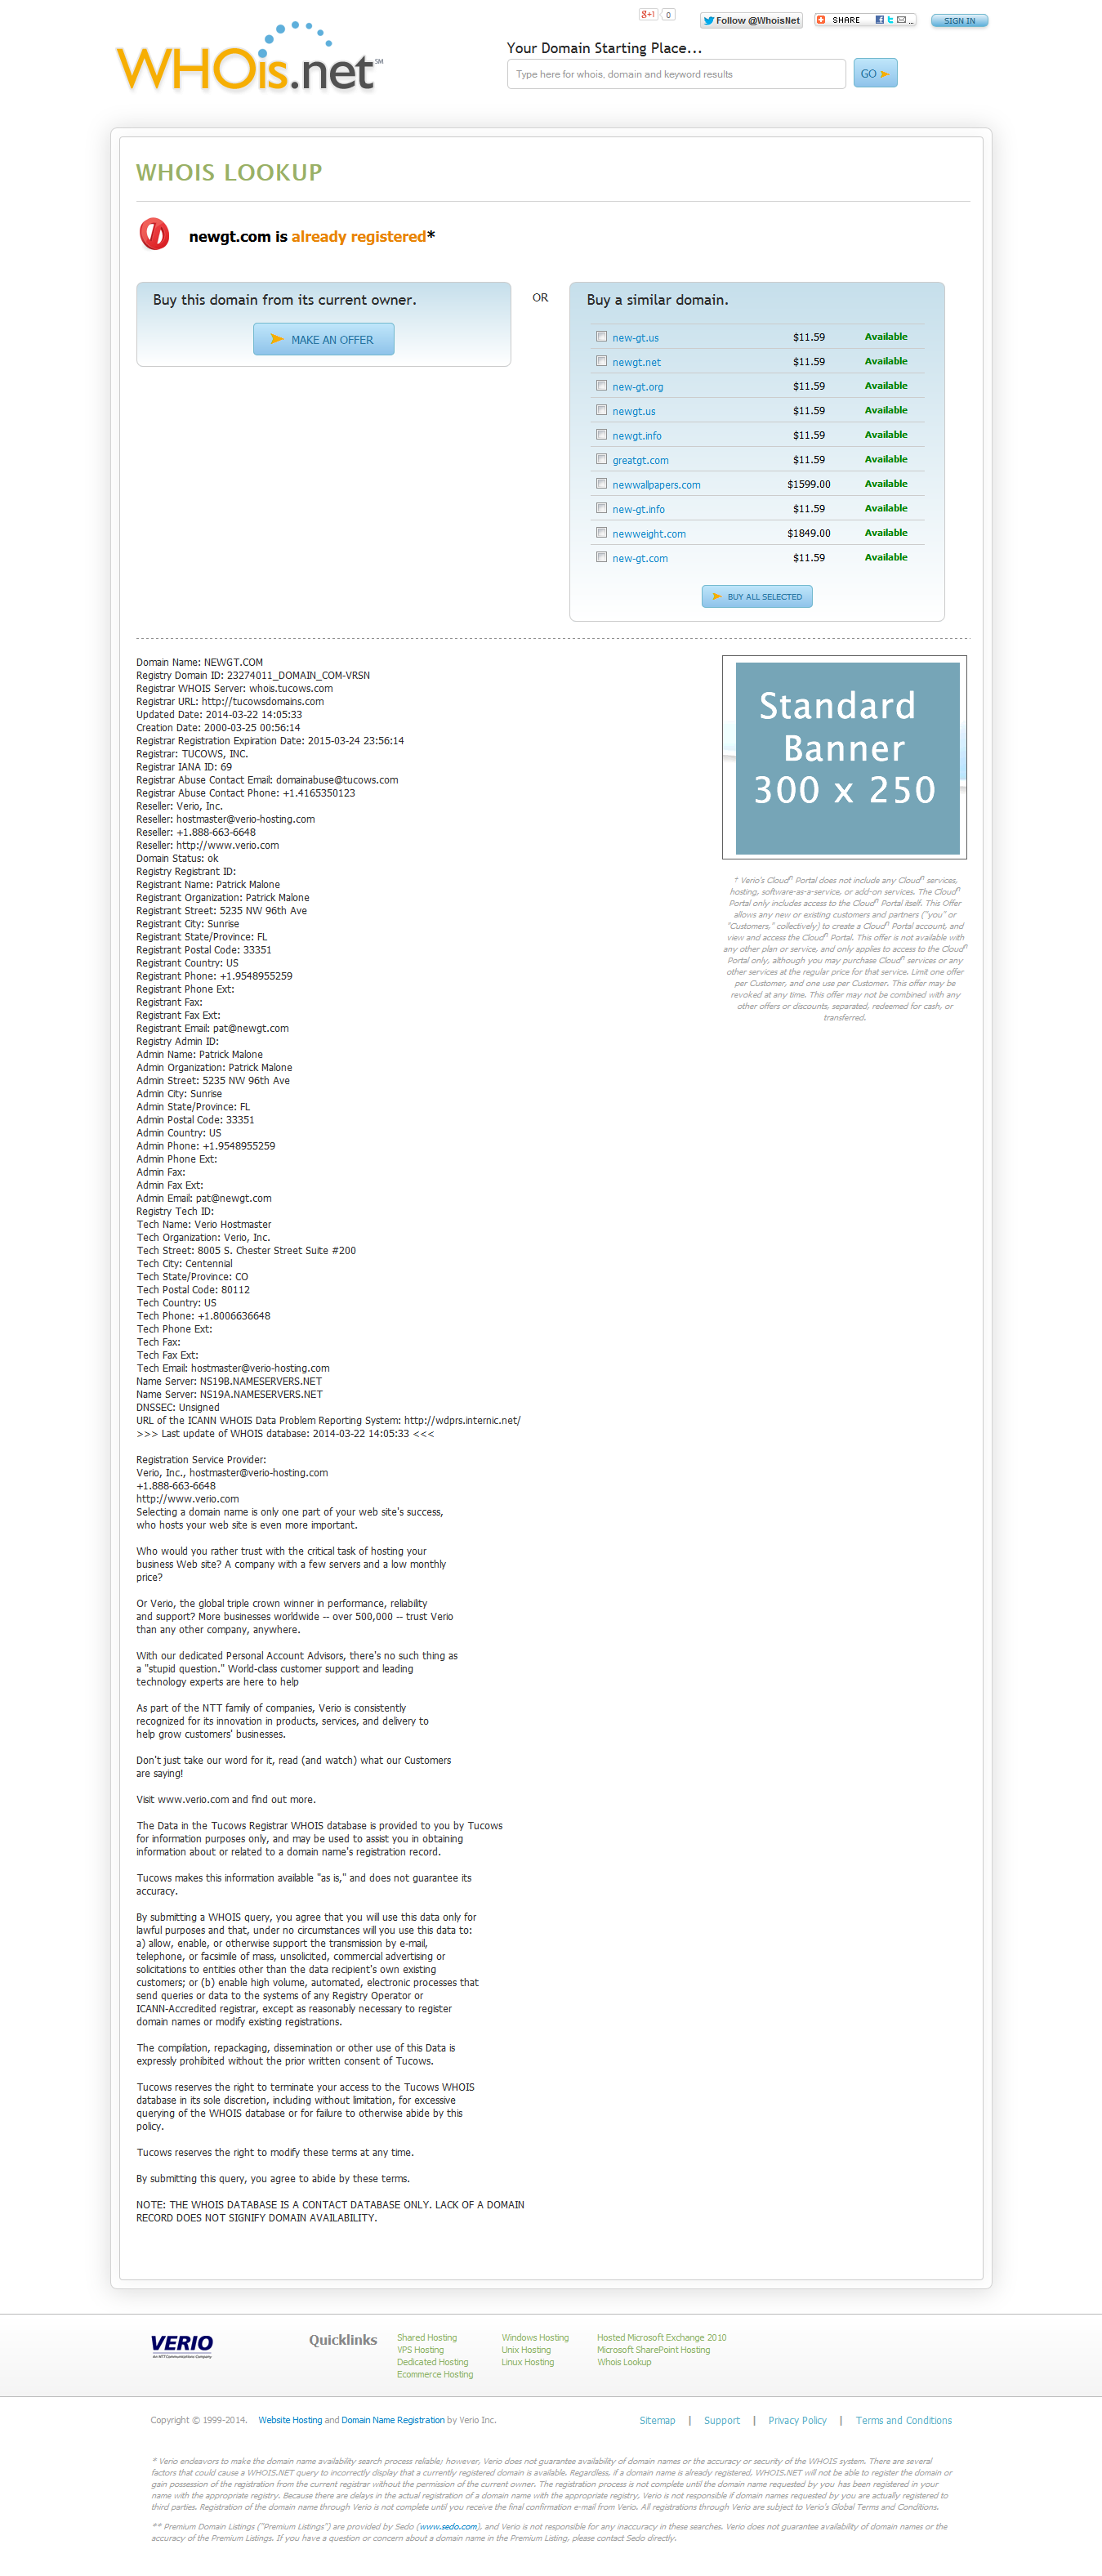 g+1 0
Follow @WhoisNet
SHARE
SIGN IN
WHOis.net SM
Your Domain Starting Place...
Type here for whois, domain and keyword results
GO
WHOIS LOOKUP
newgt.com is already registered*
Buy this domain from its current owner.
MAKE AN OFFER
OR
Buy a similar domain.
new-gt.us $11.59 Available
newgt.net $11.59 Available
new-gt.org $11.59 Available
newgt.us $11.59 Available
newgt.info $11.59 Available
greatgt.com $11.59 Available
newwallpapers.com $1599.00 Available
new-gt.info $11.59 Available
newweight.com $1849.00 Available
new-gt.com $11.59 Available
BUY ALL SELECTED
Domain Name: NEWGT.COM
Registry Domain ID: 23274011_DOMAIN_COM-VRSN
Registrar WHOIS Server: whois.tucows.com
Registrar URL: http://tucowsdomains.com
Updated Date: 2014-03-22 14:05:33
Creation Date: 2000-03-25 00:56:14
Registrar Registration Expiration Date: 2015-03-24 23:56:14
Registrar: TUCOWS, INC.
Registrar IANA ID: 69
Registrar Abuse Contact Email: domainabuse@tucows.com
Registrar Abuse Contact Phone: +1.4165350123
Reseller: Verio, Inc.
Reseller: hostmaster@verio-hosting.com
Reseller: +1.888-663-6648
Reseller: http://www.verio.com
Domain Status: ok
Registry Registrant ID:
Registrant Name: Patrick Malone
Registrant Organization: Patrick Malone
Registrant Street: 5235 NW 96th Ave
Registrant City: Sunrise
Registrant State/Province: FL
Registrant Postal Code: 33351
Registrant Country: US
Registrant Phone: +1.9548955259
Registrant Phone Ext:
Registrant Fax:
Registrant Fax Ext:
Registrant Email: pat@newgt.com
Registry Admin ID:
Admin Name: Patrick Malone
Admin Organization: Patrick Malone
Admin Street: 5235 NW 96th Ave
Admin City: Sunrise
Admin State/Province: FL
Admin Postal Code: 33351
Admin Country: US
Admin Phone: +1.9548955259
Admin Phone Ext:
Admin Fax:
Admin Fax Ext:
Admin Email: pat@newgt.com
Registry Tech ID:
Tech Name: Verio Hostmaster
Tech Organization: Verio, Inc.
Tech Street: 8005 S. Chester Street Suite #200
Tech City: Centennial
Tech State/Province: CO
Tech Postal Code: 80112
Tech Country: US
Tech Phone: +1.8006636648
Tech Phone Ext:
Tech Fax:
Tech Fax Ext:
Tech Email: hostmaster@verio-hosting.com
Name Server: NS19B.NAMESERVERS.NET
Name Server: NS19A.NAMESERVERS.NET
DNSSEC: Unsigned
URL of the ICANN WHOIS Data Problem Reporting System: http://wdprs.internic.net/
>>> Last update of WHOIS database: 2014-03-22 14:05:33 <<<
Registration Service Provider:
Verio, Inc., hostmaster@verio-hosting.com
+1.888-663-6648
http://www.verio.com
Selecting a domain name is only one part of your web site's success,
who hosts your web site is even more important.
Who would you rather trust with the critical task of hosting your
business Web site? A company with a few servers and a low monthly
price?
Or Verio, the global triple crown winner in performance, reliability
and support? More businesses worldwide -- over 500,000 -- trust Verio
than any other company, anywhere.
With our dedicated Personal Account Advisors, there's no such thing as
a "stupid question." World-class customer support and leading
technology experts are here to help
As part of the NTT family of companies, Verio is consistently
recognized for its innovation in products, services, and delivery to
help grow customers' businesses.
Don't just take our word for it, read (and watch) what our Customers
are saying!
Visit www.verio.com and find out more.
The Data in the Tucows Registrar WHOIS database is provided to you by Tucows
for information purposes only, and may be used to assist you in obtaining
information about or related to a domain name's registration record.
Tucows makes this information available "as is," and does not guarantee its
accuracy.
By submitting a WHOIS query, you agree that you will use this data only for
lawful purposes and that, under no circumstances will you use this data to:
a) allow, enable, or otherwise support the transmission by e-mail,
telephone, or facsimile of mass, unsolicited, commercial advertising or
solicitations to entities other than the data recipient's own existing
customers; or (b) enable high volume, automated, electronic processes that
send queries or data to the systems of any Registry Operator or
ICANN-Accredited registrar, except as reasonably necessary to register
domain names or modify existing registrations.
The compilation, repackaging, dissemination or other use of this Data is
expressly prohibited without the prior written consent of Tucows.
Tucows reserves the right to terminate your access to the Tucows WHOIS
database in its sole discretion, including without limitation, for excessive
querying of the WHOIS database or for failure to otherwise abide by this
policy.
Tucows reserves the right to modify these terms at any time.
By submitting this query, you agree to abide by these terms.
NOTE: THE WHOIS DATABASE IS A CONTACT DATABASE ONLY. LACK OF A DOMAIN
RECORD DOES NOT SIGNIFY DOMAIN AVAILABILITY.
Standard
Banner
300 x 250
† Verio's Cloudⁿ Portal does not include any Cloudⁿ services,
hosting, software-as-a-service, or add-on services. The Cloudⁿ
Portal only includes access to the Cloudⁿ Portal itself. This Offer
allows any new or existing customers and partners ("you" or
"Customers," collectively) to create a Cloudⁿ Portal account, and
view and access the Cloudⁿ Portal. This offer is not available with
any other plan or service, and only applies to access to the Cloudⁿ
Portal only, although you may purchase Cloudⁿ services or any
other services at the regular price for that service. Limit one offer
per Customer, and one use per Customer. This offer may be
revoked at any time. This offer may not be combined with any
other offers or discounts, separated, redeemed for cash, or
transferred.
VERIO
An NTT Communications Company
Quicklinks
Shared Hosting
VPS Hosting
Dedicated Hosting
Ecommerce Hosting
Windows Hosting
Unix Hosting
Linux Hosting
Hosted Microsoft Exchange 2010
Microsoft SharePoint Hosting
Whois Lookup
Copyright © 1999-2014. Website Hosting and Domain Name Registration by Verio Inc.
Sitemap | Support | Privacy Policy | Terms and Conditions
* Verio endeavors to make the domain name availability search process reliable; however, Verio does not guarantee availability of domain names or the accuracy or security of the WHOIS system. There are several
factors that could cause a WHOIS.NET query to incorrectly display that a currently registered domain is available. Regardless, if a domain name is already registered, WHOIS.NET will not be able to register the domain or
gain possession of the registration from the current registrar without the permission of the current owner. The registration process is not complete until the domain name requested by you has been registered in your
name with the appropriate registry. Because there are delays in the actual registration of a domain name with the appropriate registry, Verio is not responsible if domain names requested by you are actually registered to
third parties. Registration of the domain name through Verio is not complete until you receive the final confirmation e-mail from Verio. All registrations through Verio are subject to Verio's Global Terms and Conditions.
** Premium Domain Listings ("Premium Listings") are provided by Sedo (www.sedo.com), and Verio is not responsible for any inaccuracy in these searches. Verio does not guarantee availability of domain names or the
accuracy of the Premium Listings. If you have a question or concern about a domain name in the Premium Listing, please contact Sedo directly.